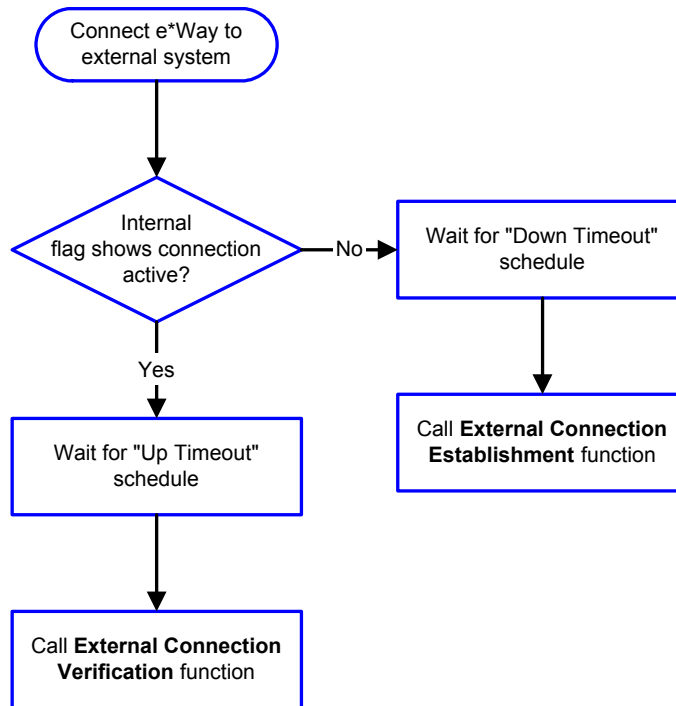 Connect e*Way to
external system
Internal
flag shows connection
active?
No
Wait for "Down Timeout"
schedule
Yes
Call External Connection
Establishment function
Wait for "Up Timeout"
schedule
Call External Connection
Verification function